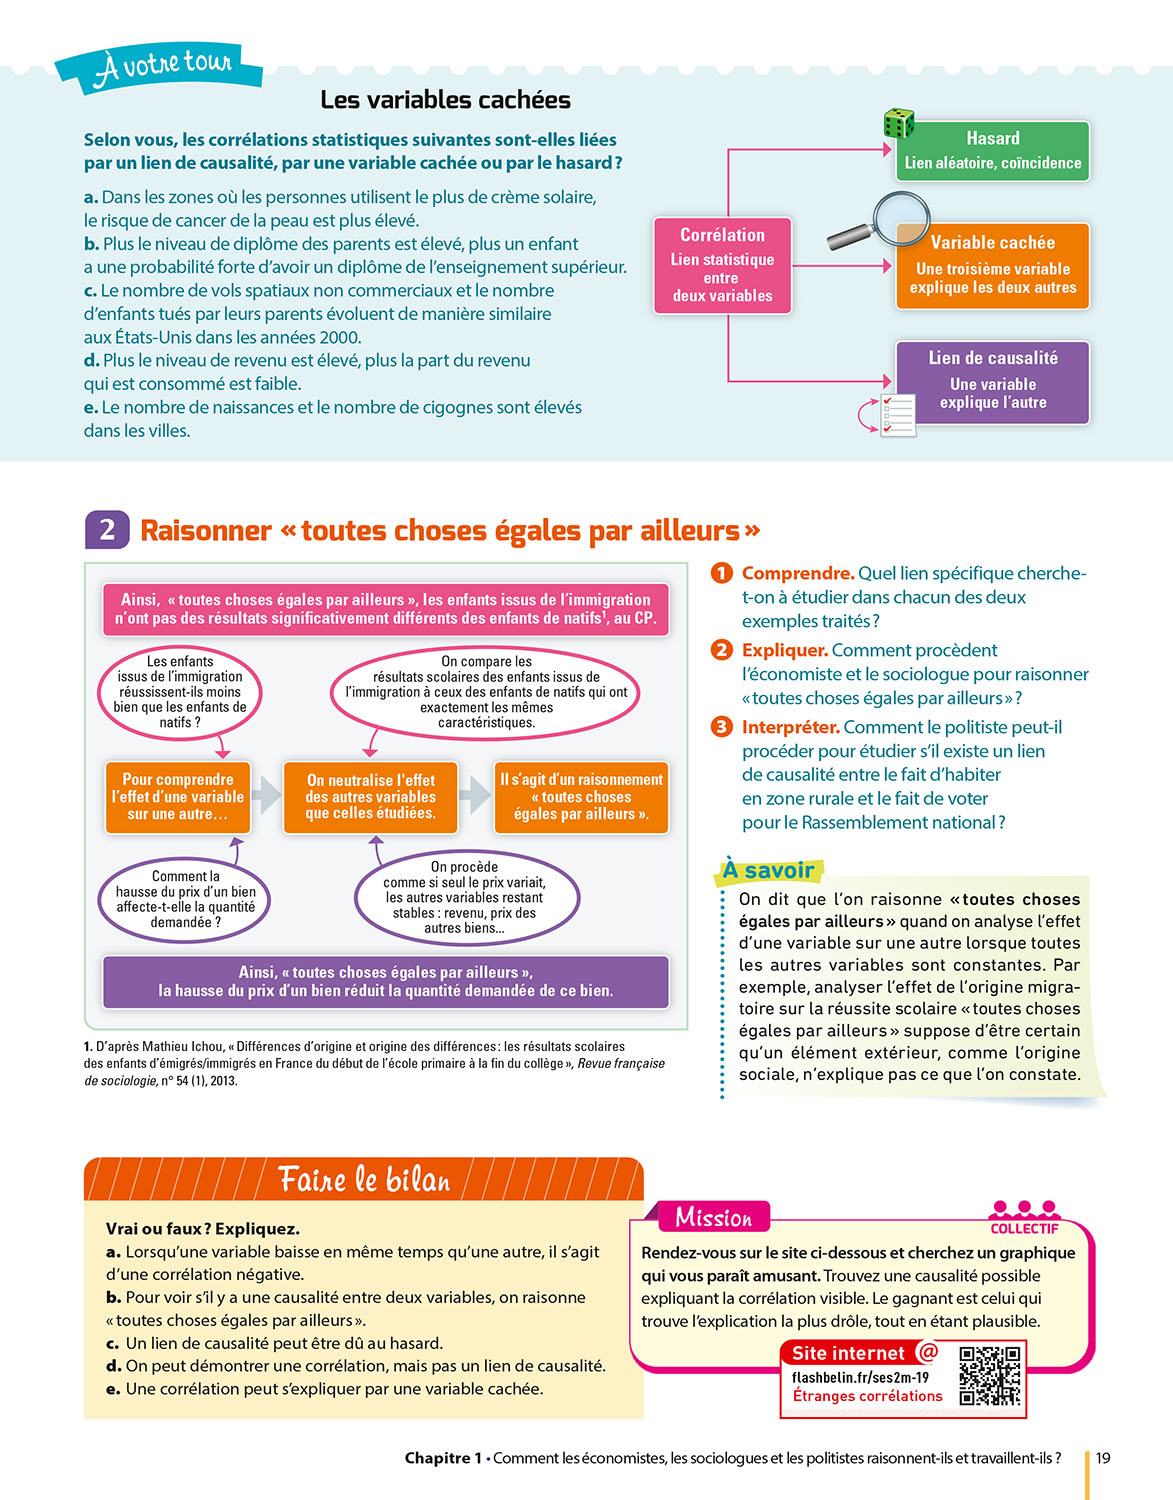 À votre tour
Les variables cachées
Selon vous, les corrélations statistiques suivantes sont-elles liées
par un lien de causalité, par une variable cachée ou par le hasard ?
a. Dans les zones où les personnes utilisent le plus de crème solaire,
le risque de cancer de la peau est plus élevé.
b. Plus le niveau de diplôme des parents est élevé, plus un enfant
a une probabilité forte d'avoir un diplôme de l'enseignement supérieur.
c. Le nombre de vols spatiaux non commerciaux et le nombre
d'enfants tués par leurs parents évoluent de manière similaire
aux États-Unis dans les années 2000.
d. Plus le niveau de revenu est élevé, plus la part du revenu
qui est consommé est faible.
e. Le nombre de naissances et le nombre de cigognes sont élevés
dans les villes.
Corrélation
Lien statistique
entre
deux variables
Hasard
Lien aléatoire, coïncidence
Variable cachée
Une troisième variable
explique les deux autres
Lien de causalité
Une variable
explique l'autre
2 Raisonner « toutes choses égales par ailleurs »
Ainsi, « toutes choses égales par ailleurs », les enfants issus de l'immigration
n'ont pas des résultats significativement différents des enfants de natifs¹, au CP.
Les enfants
issus de l'immigration
réussissent-ils moins
bien que les enfants de
natifs ?
On compare les
résultats scolaires des enfants issus de
l'immigration à ceux des enfants de natifs qui ont
exactement les mêmes
caractéristiques.
Pour comprendre
l'effet d'une variable
sur une autre…
On neutralise l'effet
des autres variables
que celles étudiées.
Il s'agit d'un raisonnement
« toutes choses
égales par ailleurs ».
Comment la
hausse du prix d'un bien
affecte-t-elle la quantité
demandée ?
On procède
comme si seul le prix variait,
les autres variables restant
stables : revenu, prix des
autres biens...
Ainsi, « toutes choses égales par ailleurs »,
la hausse du prix d'un bien réduit la quantité demandée de ce bien.
1. D'après Mathieu Ichou, « Différences d'origine et origine des différences : les résultats scolaires
des enfants d'émigrés/immigrés en France du début de l'école primaire à la fin du collège », Revue française
de sociologie, n° 54 (1), 2013.
1 Comprendre. Quel lien spécifique cherche-
t-on à étudier dans chacun des deux
exemples traités ?
2 Expliquer. Comment procèdent
l'économiste et le sociologue pour raisonner
« toutes choses égales par ailleurs » ?
3 Interpréter. Comment le politiste peut-il
procéder pour étudier s'il existe un lien
de causalité entre le fait d'habiter
en zone rurale et le fait de voter
pour le Rassemblement national ?
À savoir
On dit que l'on raisonne « toutes choses
égales par ailleurs » quand on analyse l'effet
d'une variable sur une autre lorsque toutes
les autres variables sont constantes. Par
exemple, analyser l'effet de l'origine migra-
toire sur la réussite scolaire « toutes choses
égales par ailleurs » suppose d'être certain
qu'un élément extérieur, comme l'origine
sociale, n'explique pas ce que l'on constate.
Faire le bilan
Vrai ou faux ? Expliquez.
a. Lorsqu'une variable baisse en même temps qu'une autre, il s'agit
d'une corrélation négative.
b. Pour voir s'il y a une causalité entre deux variables, on raisonne
« toutes choses égales par ailleurs ».
c. Un lien de causalité peut être dû au hasard.
d. On peut démontrer une corrélation, mais pas un lien de causalité.
e. Une corrélation peut s'expliquer par une variable cachée.
Mission
COLLECTIF
Rendez-vous sur le site ci-dessous et cherchez un graphique
qui vous paraît amusant. Trouvez une causalité possible
expliquant la corrélation visible. Le gagnant est celui qui
trouve l'explication la plus drôle, tout en étant plausible.
Site internet @
flashbelin.fr/ses2m-19
Étranges corrélations
Chapitre 1 • Comment les économistes, les sociologues et les politistes raisonnent-ils et travaillent-ils ? 19